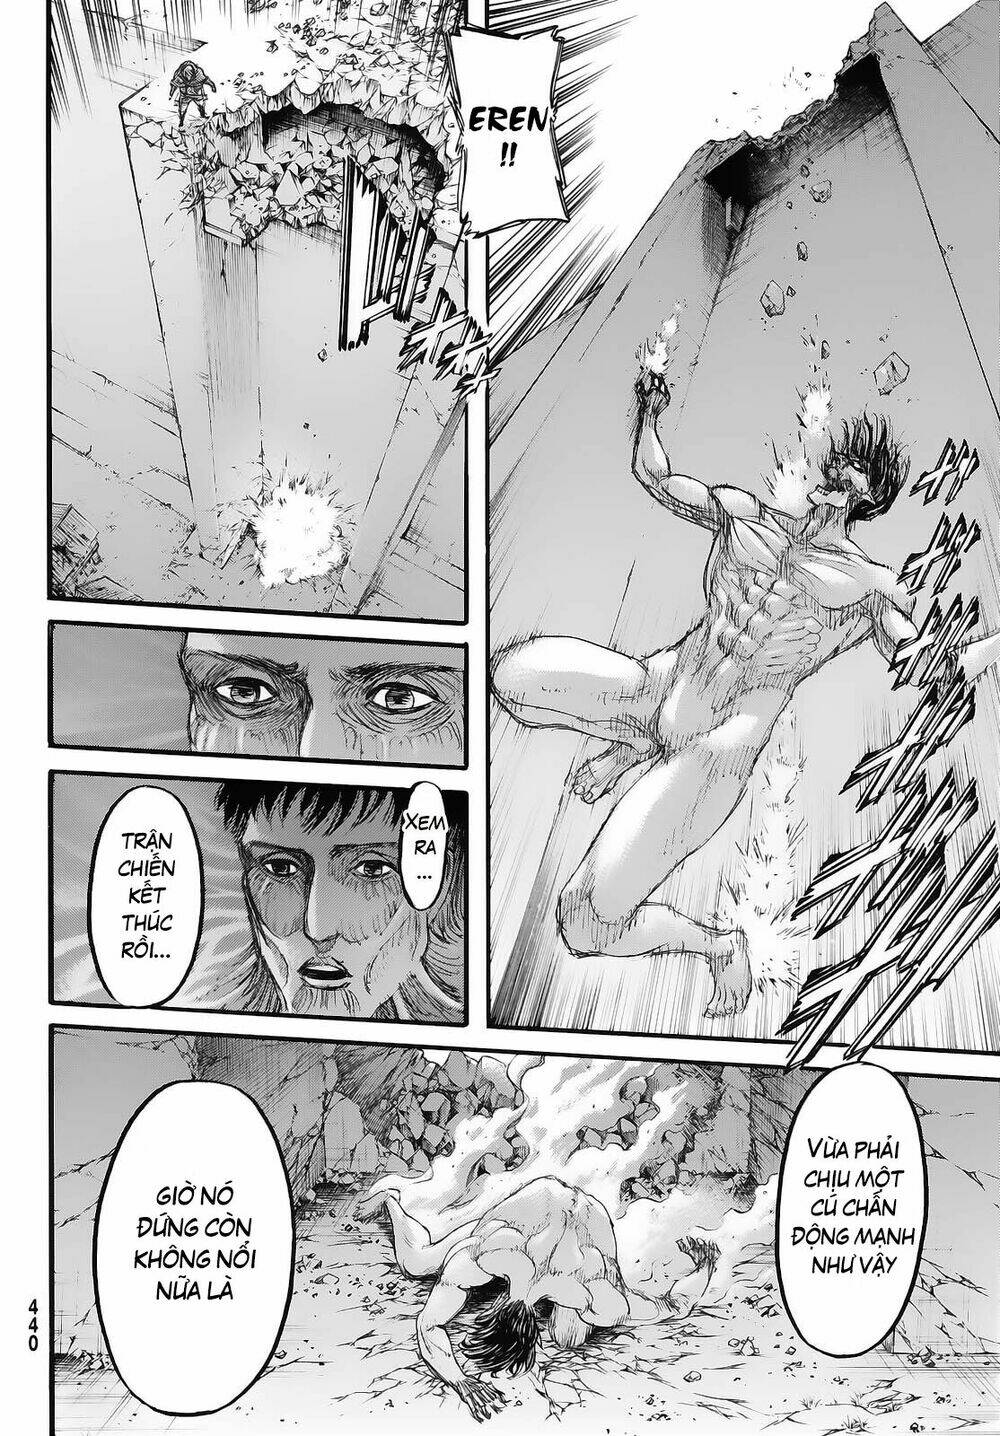 EREN
!!
XEM
RA
...
TRẬN
CHIẾN
KẾT
THÚC
RỒI...
VỪA PHẢI
CHỊU MỘT
CÚ CHẤN
ĐỘNG MẠNH
NHƯ VẬY
GIỜ NÓ
ĐỨNG CÒN
KHÔNG NỔI
NỮA LÀ
440